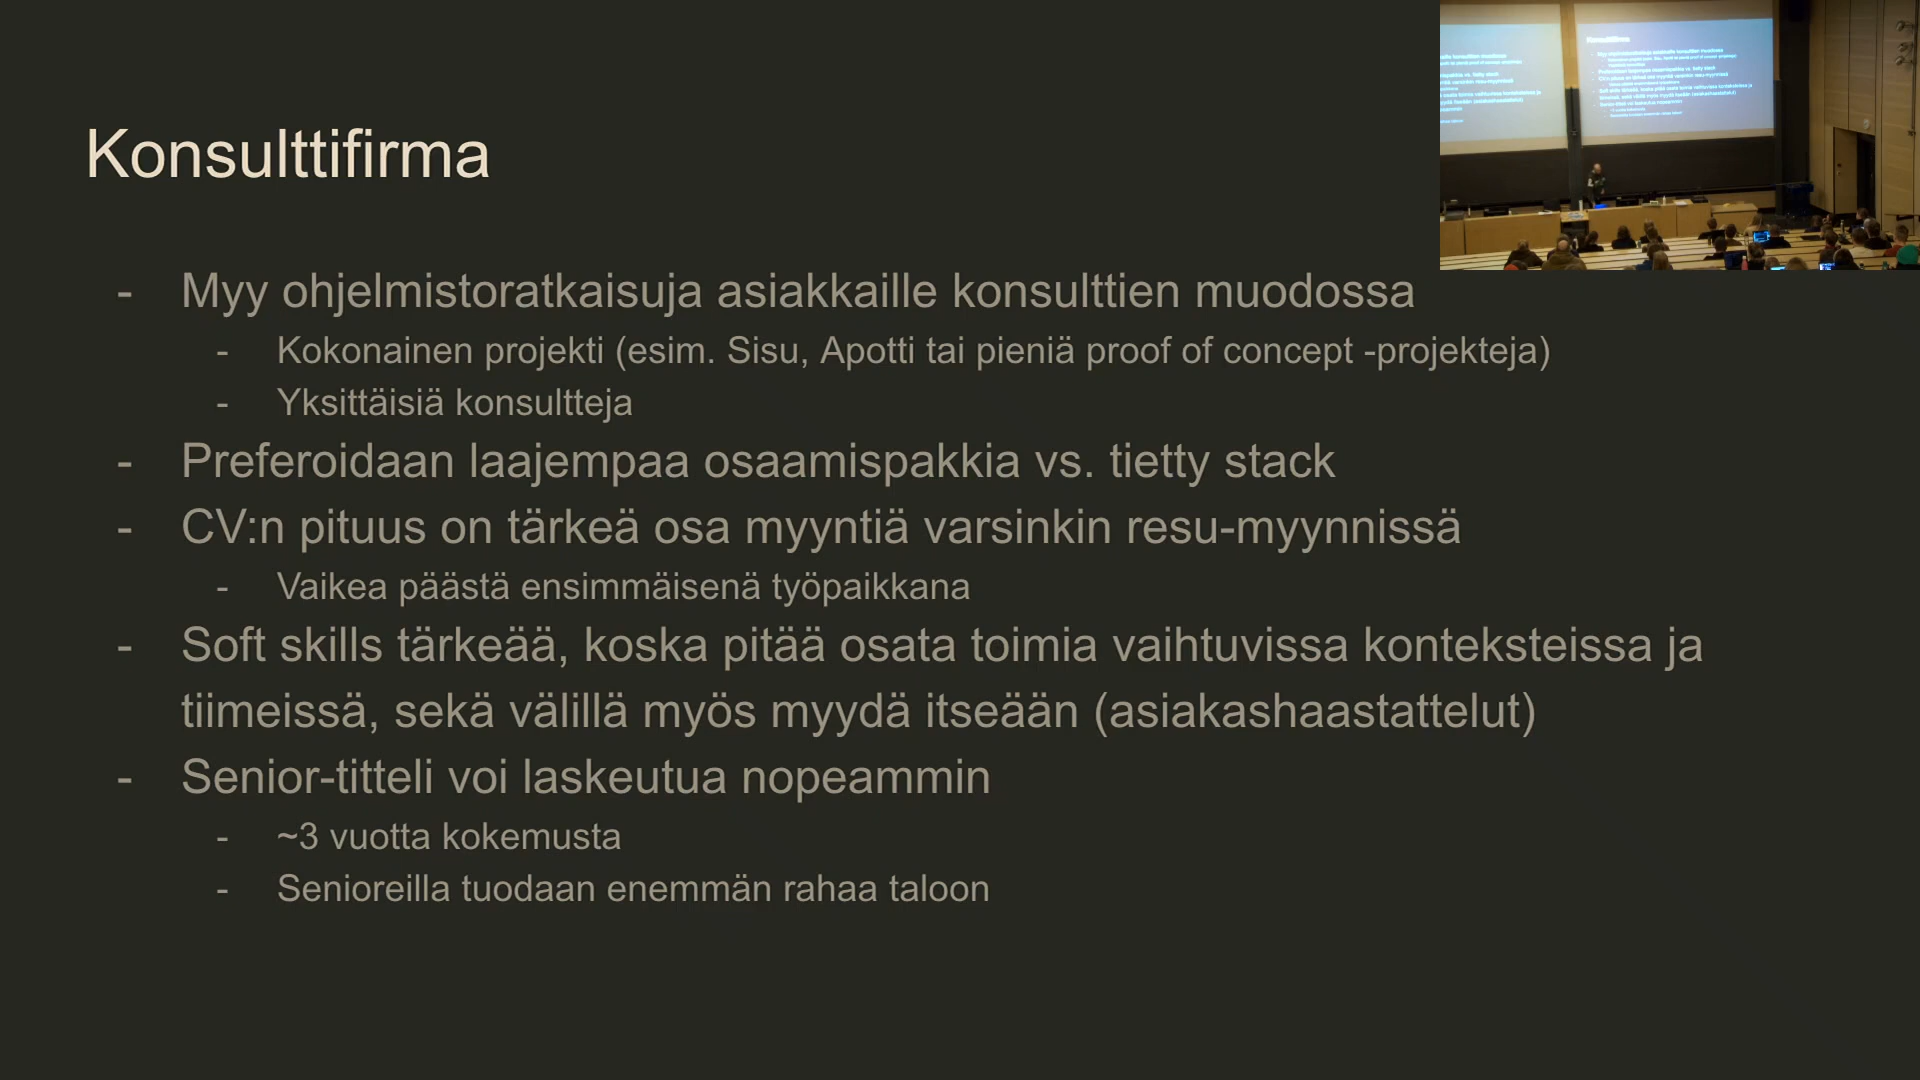 Konsulttifirma
- Myy ohjelmistoratkaisuja asiakkaille konsulttien muodossa
- Kokonainen projekti (esim. Sisu, Apotti tai pieniä proof of concept -projekteja)
- Yksittäisiä konsultteja
- Preferoidaan laajempaa osaamispakkia vs. tietty stack
- CV:n pituus on tärkeä osa myyntiä varsinkin resu-myynnissä
- Vaikea päästä ensimmäisenä työpaikkana
- Soft skills tärkeää, koska pitää osata toimia vaihtuvissa konteksteissa ja
tiimeissä, sekä välillä myös myydä itseään (asiakashaastattelut)
- Senior-titteli voi laskeutua nopeammin
- ~3 vuotta kokemusta
- Senioreilla tuodaan enemmän rahaa taloon